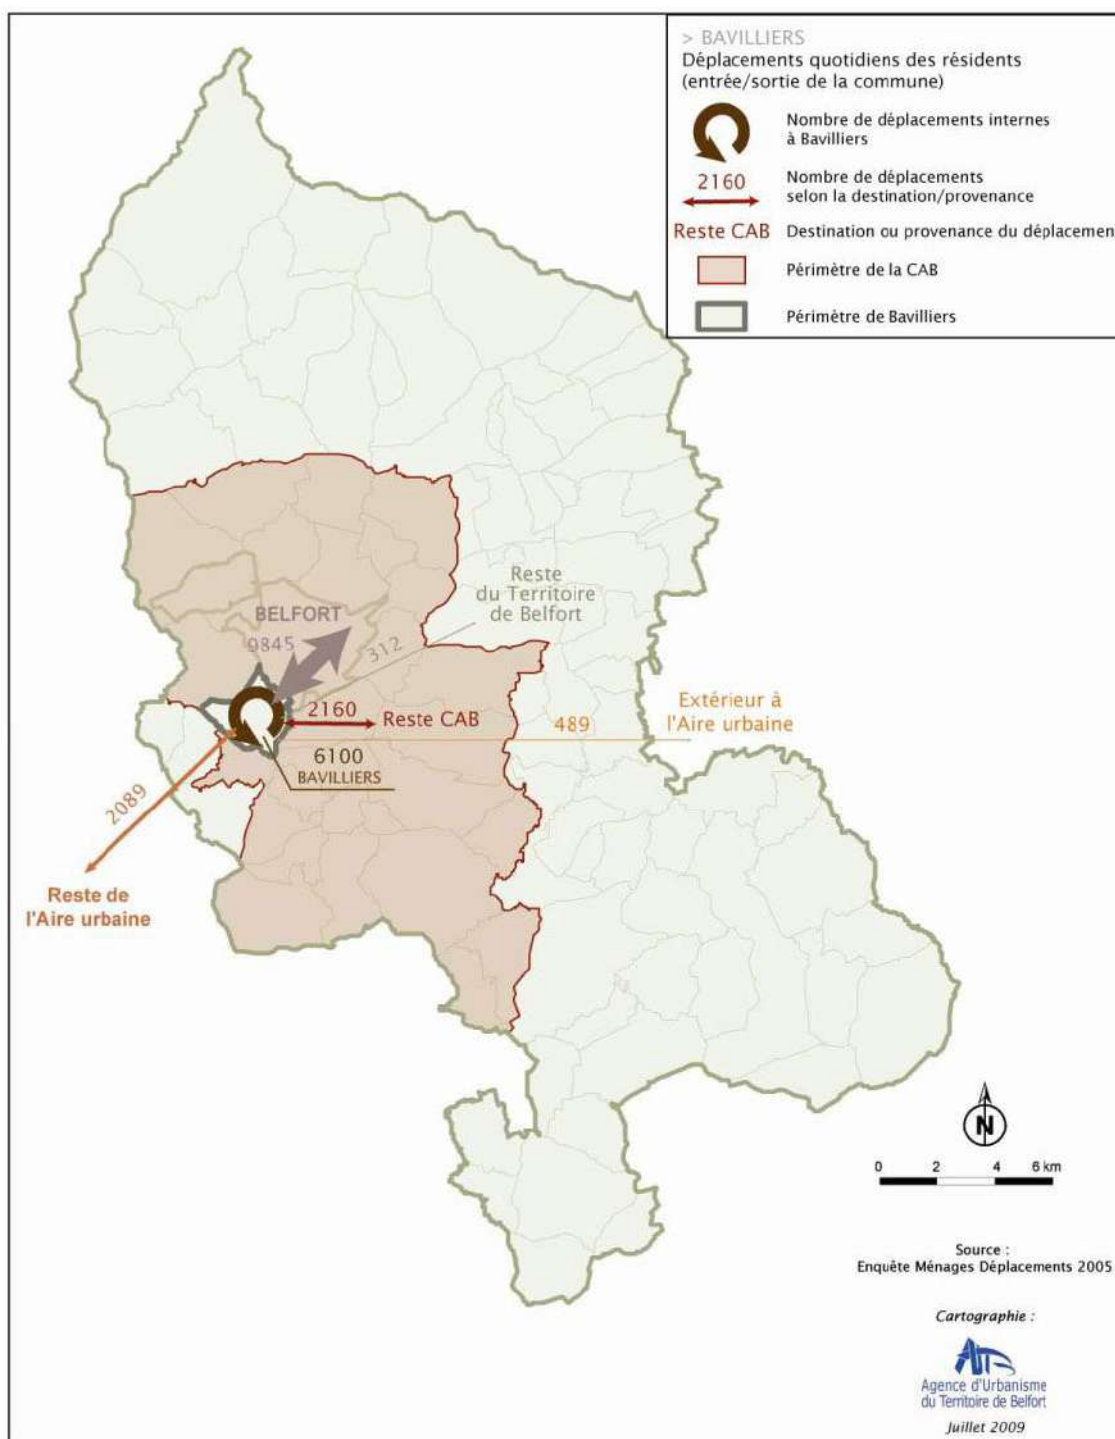 > BAVILLIERS
Déplacements quotidiens des résidents
(entrée/sortie de la commune)
Nombre de déplacements internes
à Bavilliers
2160
Nombre de déplacements
selon la destination/provenance
Reste CAB
Destination ou provenance du déplacemen
Périmètre de la CAB
Périmètre de Bavilliers
Reste
du Territoire
de Belfort
BELFORT
9845
312
2160
Reste CAB
Extérieur à
l'Aire urbaine
489
6100
BAVILLIERS
2089
Reste de
l'Aire urbaine
N
0 2 4 6 km
Source :
Enquête Ménages Déplacements 2005
Cartographie :
AUTB
Agence d'Urbanisme
du Territoire de Belfort
Juillet 2009